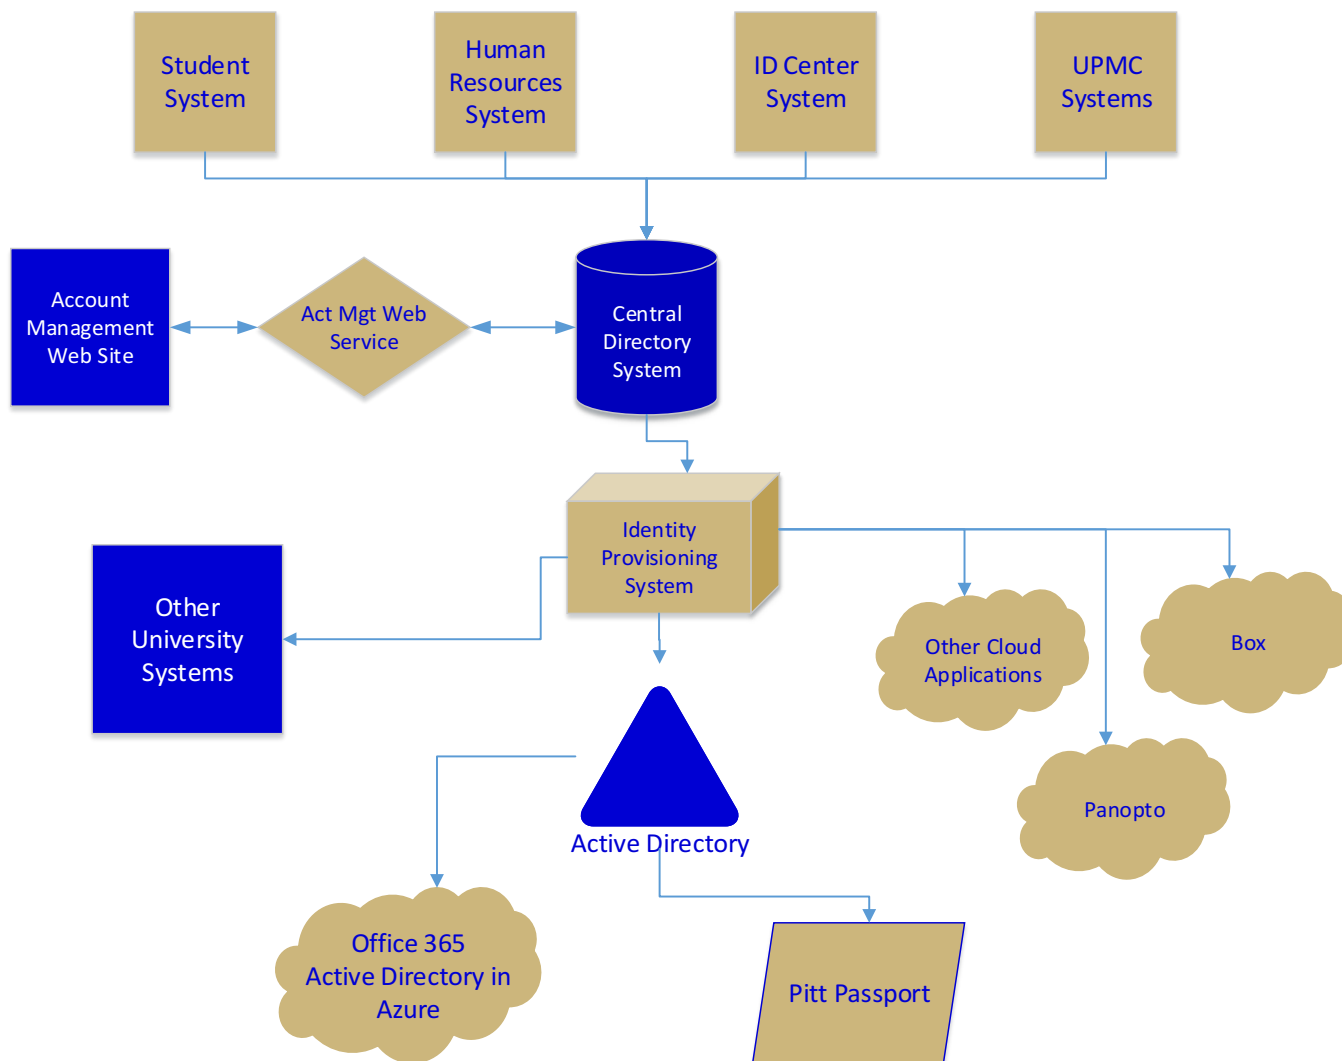 Student
System
Human
Resources
System
ID Center
System
UPMC
Systems
Account
Management
Web Site
Act Mgt Web
Service
Central
Directory
System
Identity
Provisioning
System
Other
University
Systems
Other Cloud
Applications
Box
Panopto
Active Directory
Office 365
Active Directory in
Azure
Pitt Passport